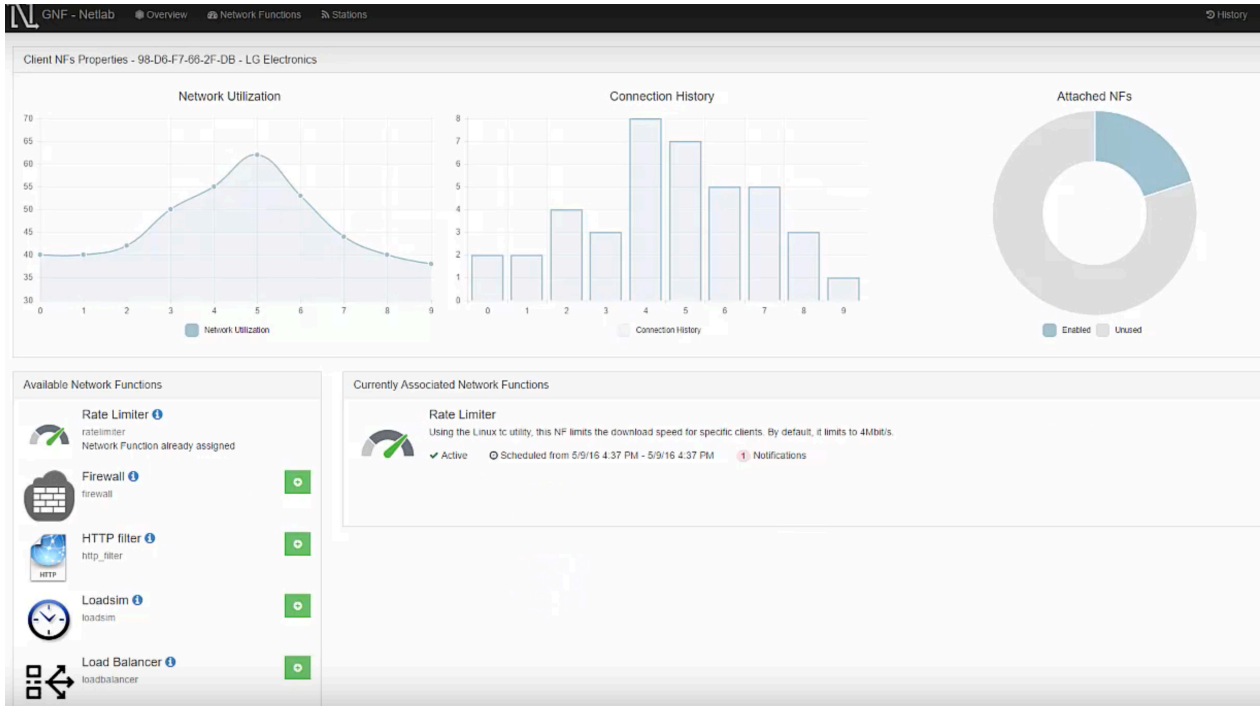 GNF - Netlab Overview Network Functions Stations History
Client NFs Properties - 98-D6-F7-66-2F-DB - LG Electronics
Network Utilization
70
65
60
55
50
45
40
35
30
0 1 2 3 4 5 6 7 8 9
Network Utilization
Connection History
8
7
6
5
4
3
2
1
0
0 1 2 3 4 5 6 7 8 9
Connection History
Attached NFs
Enabled Unused
Available Network Functions
Rate Limiter
ratelimiter
Network Function already assigned
Firewall
firewall
HTTP filter
http_filter
HTTP
Loadsim
loadsim
Load Balancer
loadbalancer
Currently Associated Network Functions
Rate Limiter
Using the Linux tc utility, this NF limits the download speed for specific clients. By default, it limits to 4Mbit/s.
Active Scheduled from 5/9/16 4:37 PM - 5/9/16 4:37 PM 1 Notifications